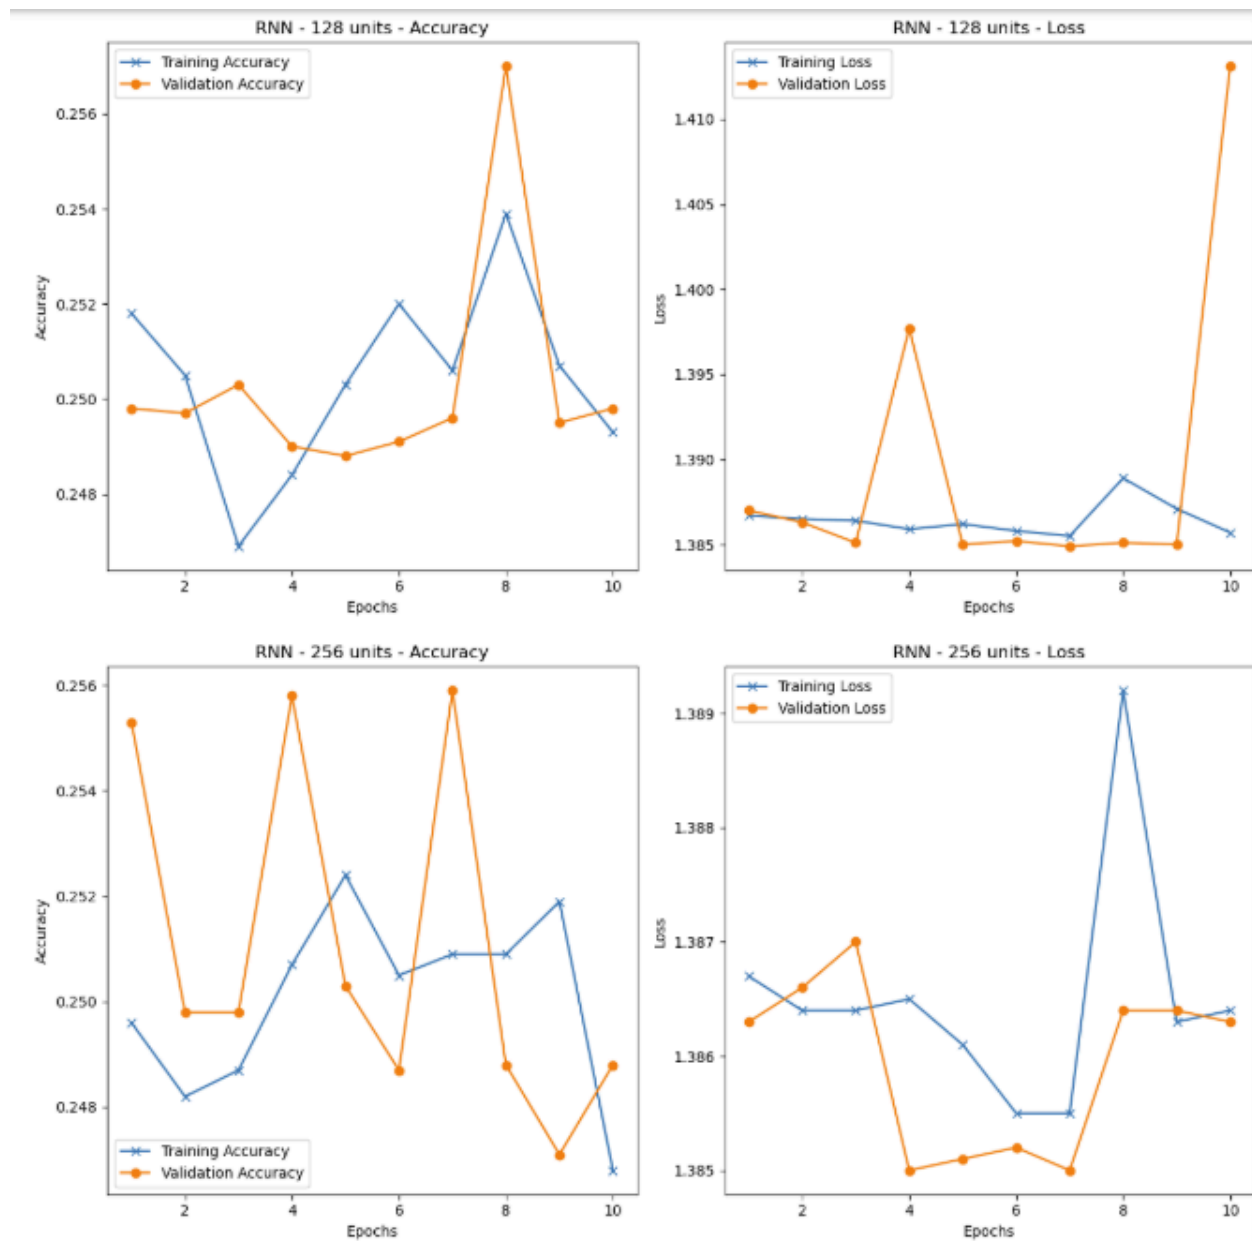 RNN - 128 units - Accuracy
Training Accuracy
Validation Accuracy
0.256
0.254
0.252
0.250
0.248
Accuracy
2 4 6 8 10
Epochs
RNN - 128 units - Loss
Training Loss
Validation Loss
1.410
1.405
1.400
1.395
1.390
1.385
Loss
2 4 6 8 10
Epochs
RNN - 256 units - Accuracy
0.256
0.254
0.252
0.250
0.248
Accuracy
Training Accuracy
Validation Accuracy
2 4 6 8 10
Epochs
RNN - 256 units - Loss
Training Loss
Validation Loss
1.389
1.388
1.387
1.386
1.385
Loss
2 4 6 8 10
Epochs